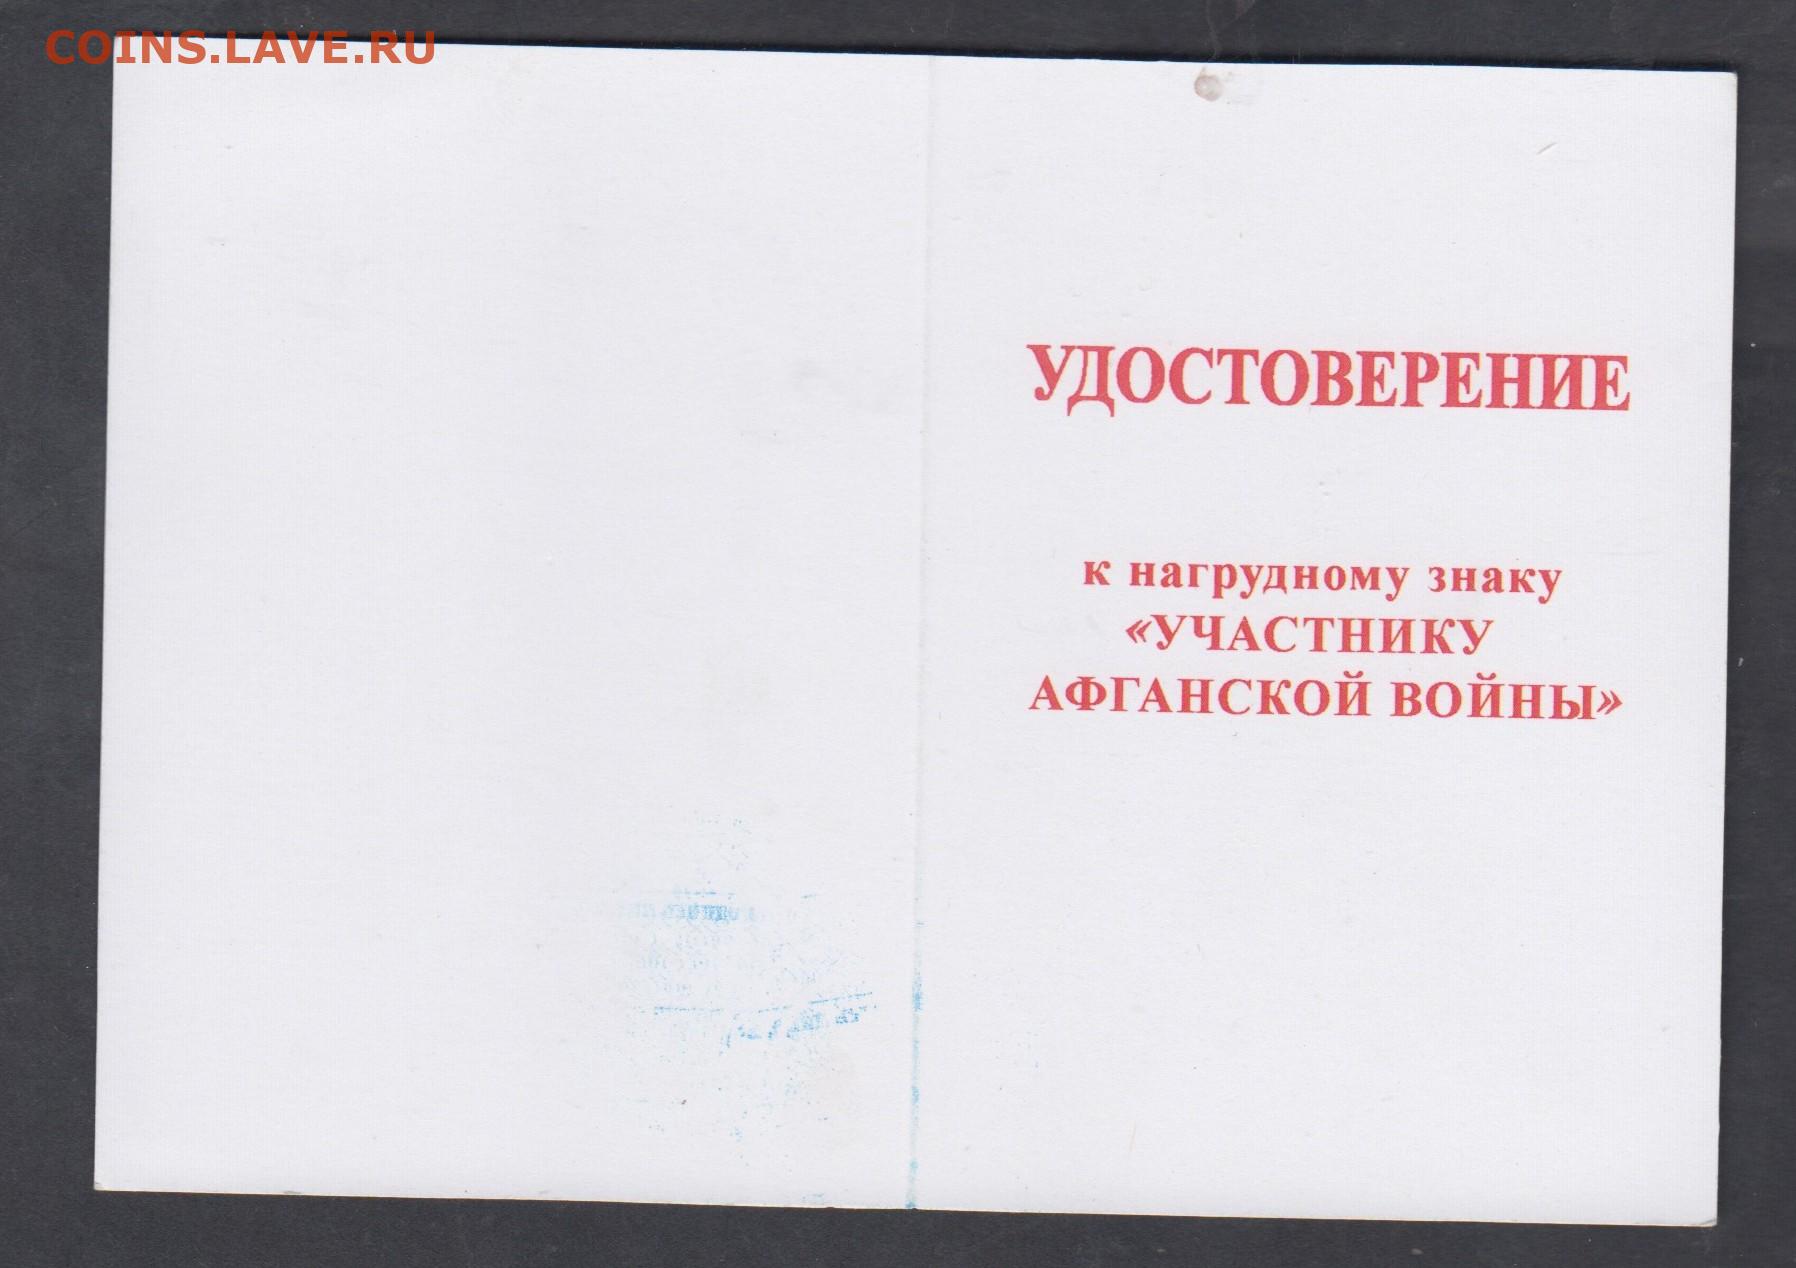 COINS.LAVE.RU
УДОСТОВЕРЕНИЕ
к нагрудному знаку
«УЧАСТНИКУ
АФГАНСКОЙ ВОЙНЫ»